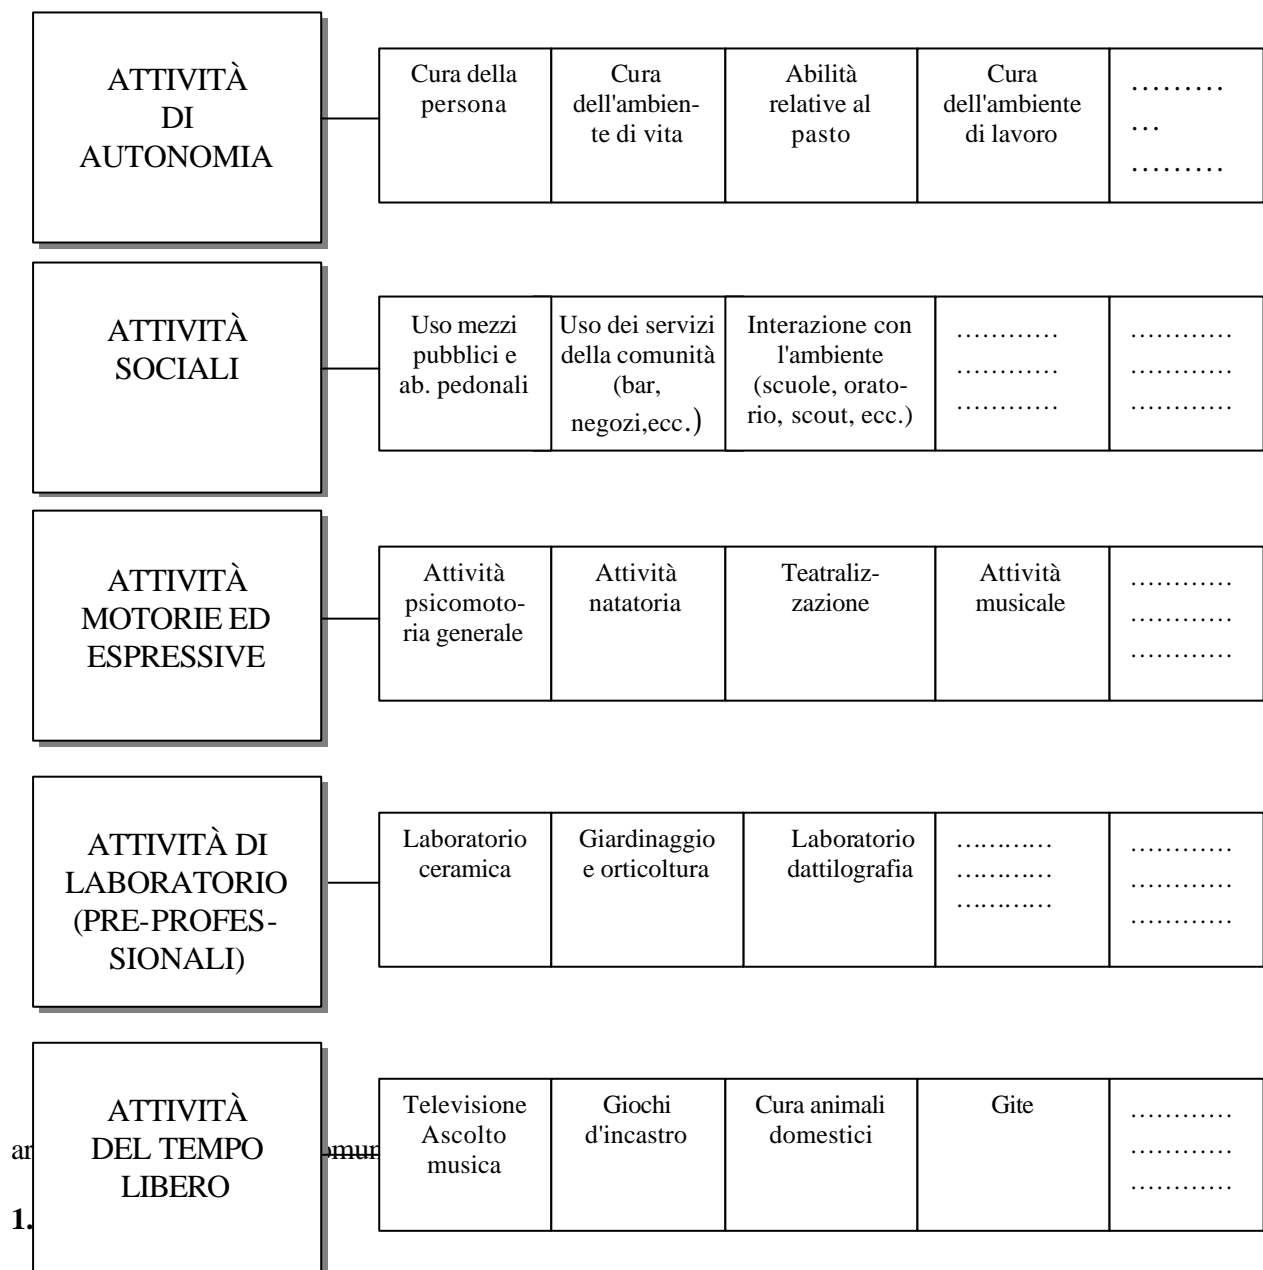 ATTIVITÀ
DI
AUTONOMIA
Cura della
persona
Cura
dell'ambien-
te di vita
Abilità
relative al
pasto
Cura
dell'ambiente
di lavoro
………
…
………
ATTIVITÀ
SOCIALI
Uso mezzi
pubblici e
ab. pedonali
Uso dei servizi
della comunità
(bar,
negozi,ecc.)
Interazione con
l'ambiente
(scuole, orato-
rio, scout, ecc.)
…………
…………
…………
…………
…………
…………
ATTIVITÀ
MOTORIE ED
ESPRESSIVE
Attività
psicomoto-
ria generale
Attività
natatoria
Teatraliz-
zazione
Attività
musicale
…………
…………
…………
ATTIVITÀ DI
LABORATORIO
(PRE-PROFES-
SIONALI)
Laboratorio
ceramica
Giardinaggio
e orticoltura
Laboratorio
dattilografia
…………
…………
…………
…………
…………
…………
ATTIVITÀ
DEL TEMPO
LIBERO
Televisione
Ascolto
musica
Giochi
d'incastro
Cura animali
domestici
Gite
…………
…………
…………
1.